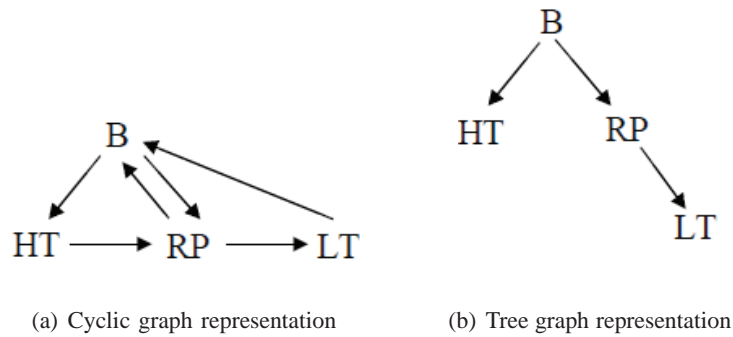 B
HT RP
LT
B
HT RP LT
(a) Cyclic graph representation
(b) Tree graph representation